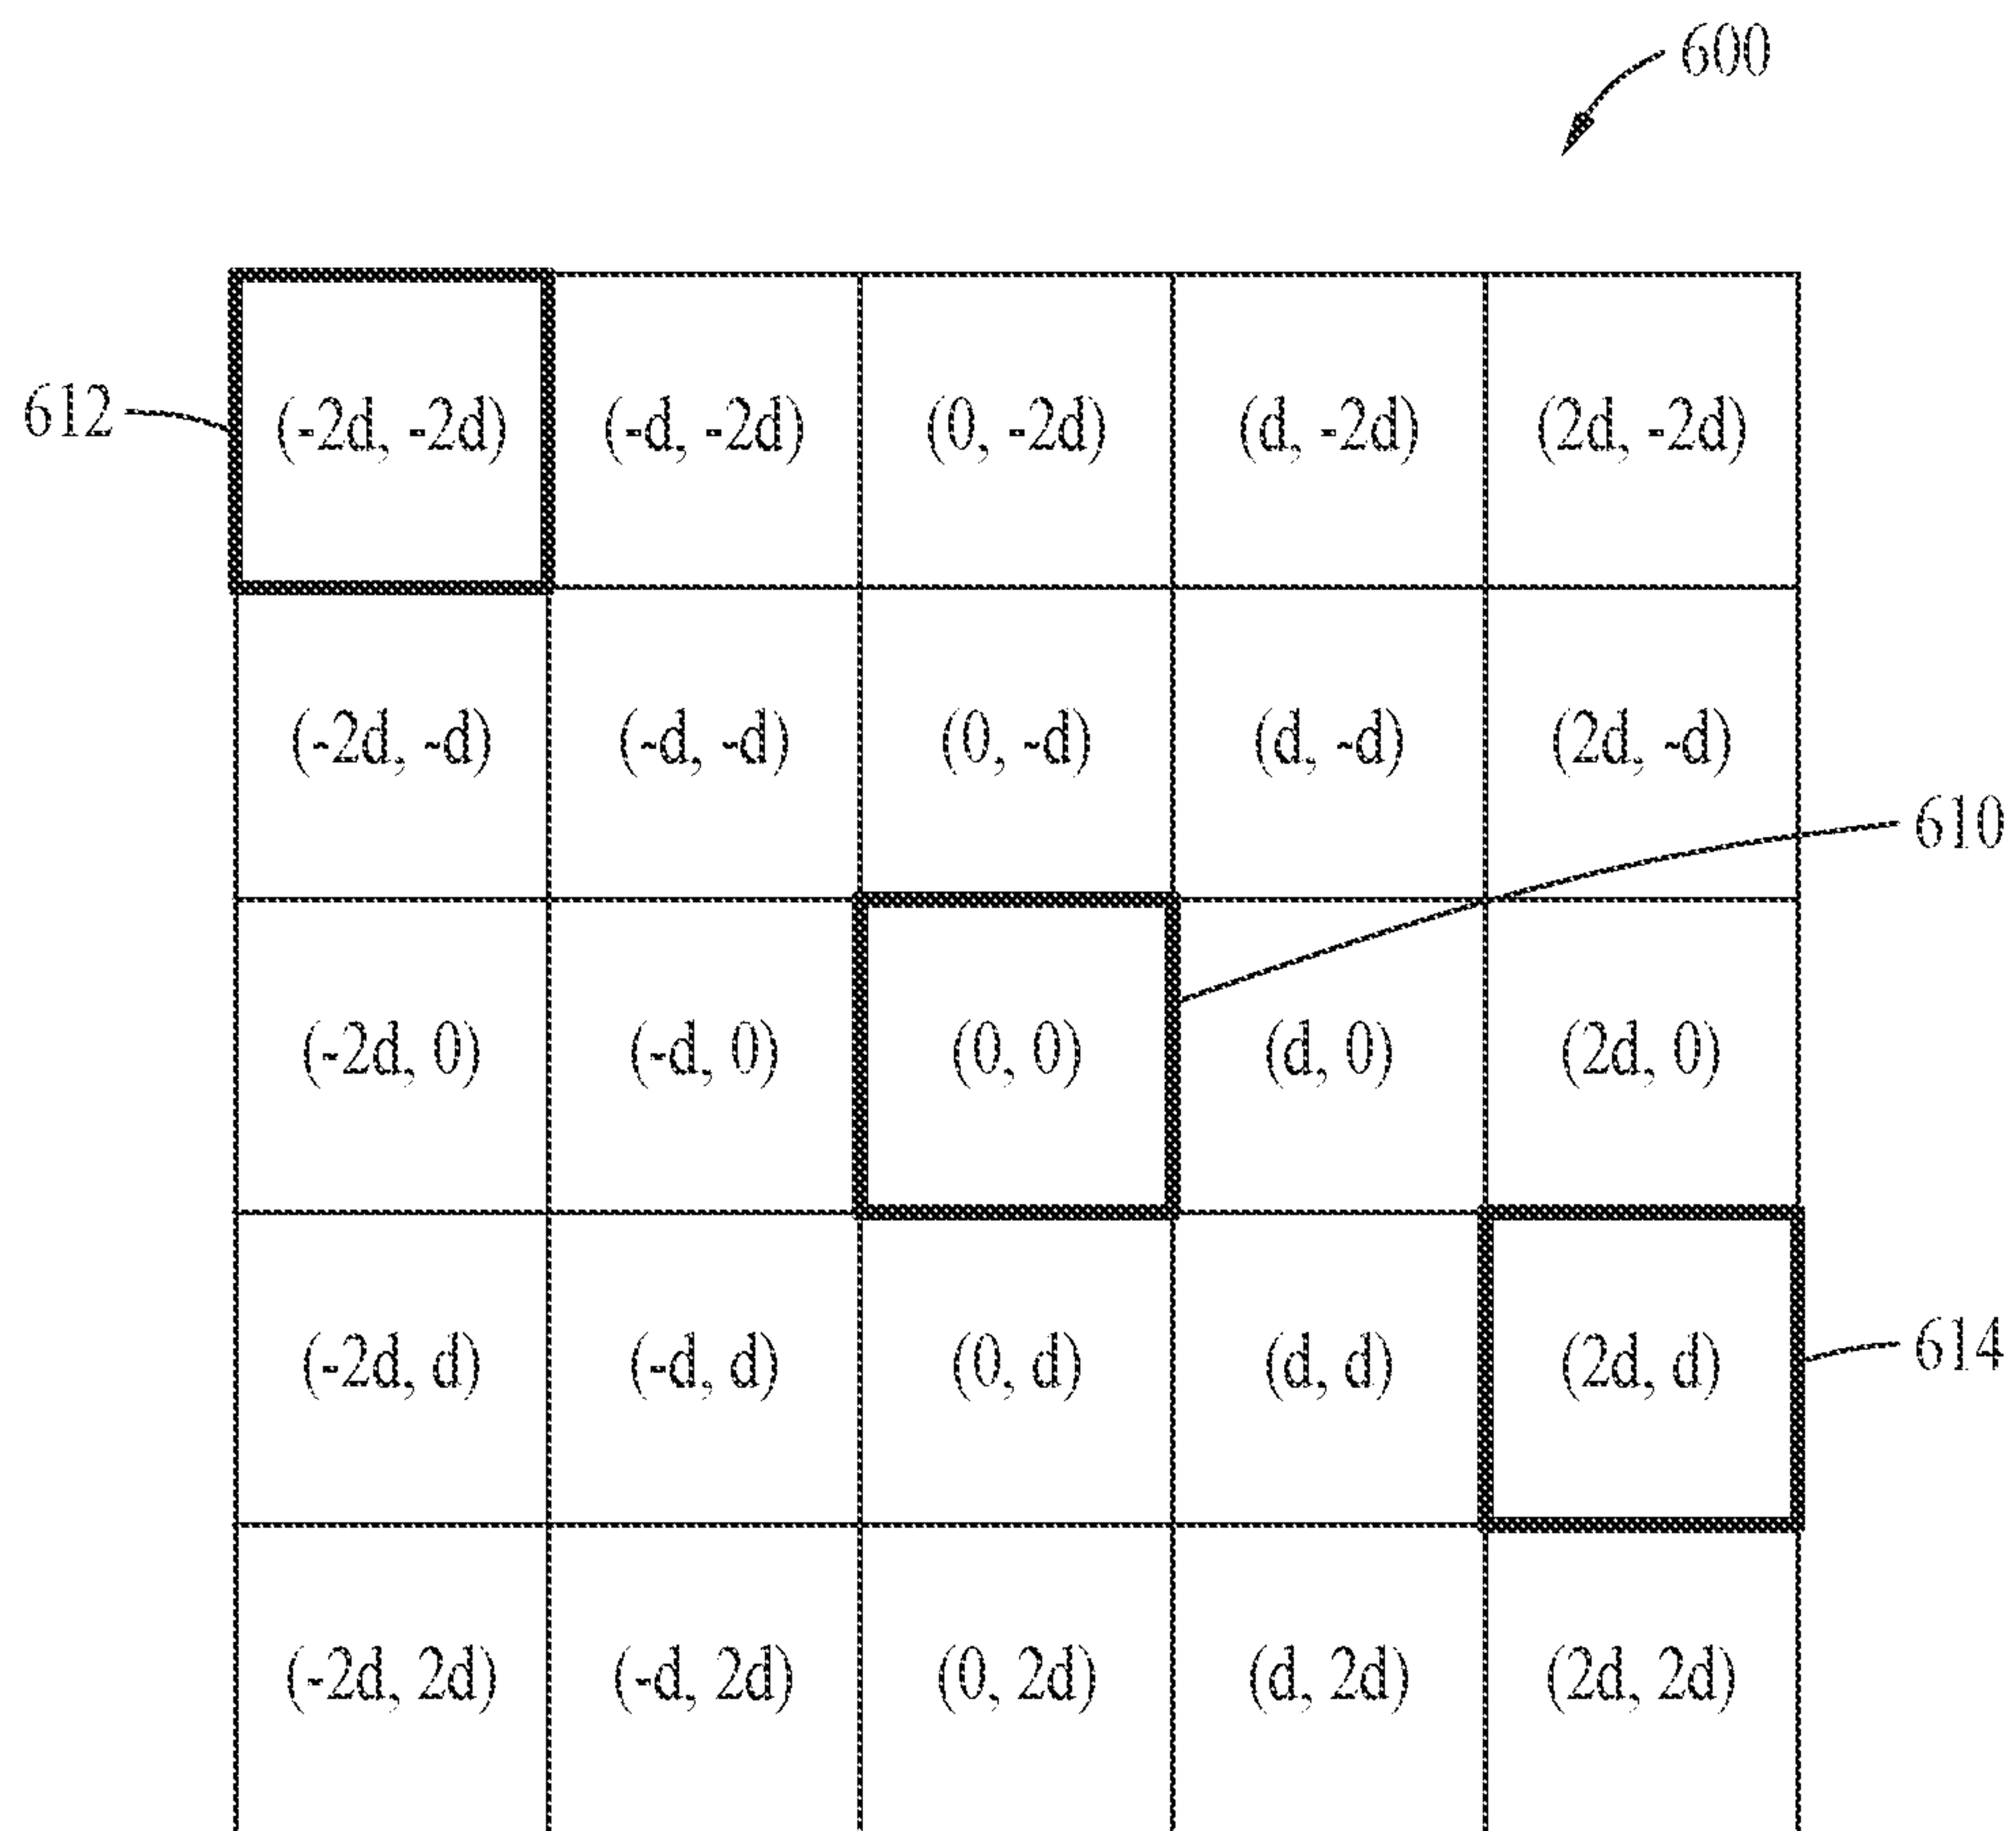 600
612 (-2d, -2d) (-d, -2d) (0, -2d) (d, -2d) (2d, -2d)
(-2d, -d) (-d, -d) (0, -d) (d, -d) (2d, -d)
610
(-2d, 0) (-d, 0) (0, 0) (d, 0) (2d, 0)
(-2d, d) (-d, d) (0, d) (d, d) (2d, d) 614
(-2d, 2d) (-d, 2d) (0, 2d) (d, 2d) (2d, 2d)